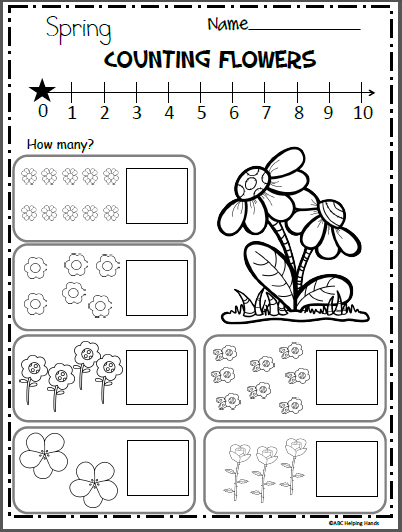 Spring
Name
COUNTING FLOWERS
0 1 2 3 4 5 6 7 8 9 10
How many?
©ABC Helping Hands